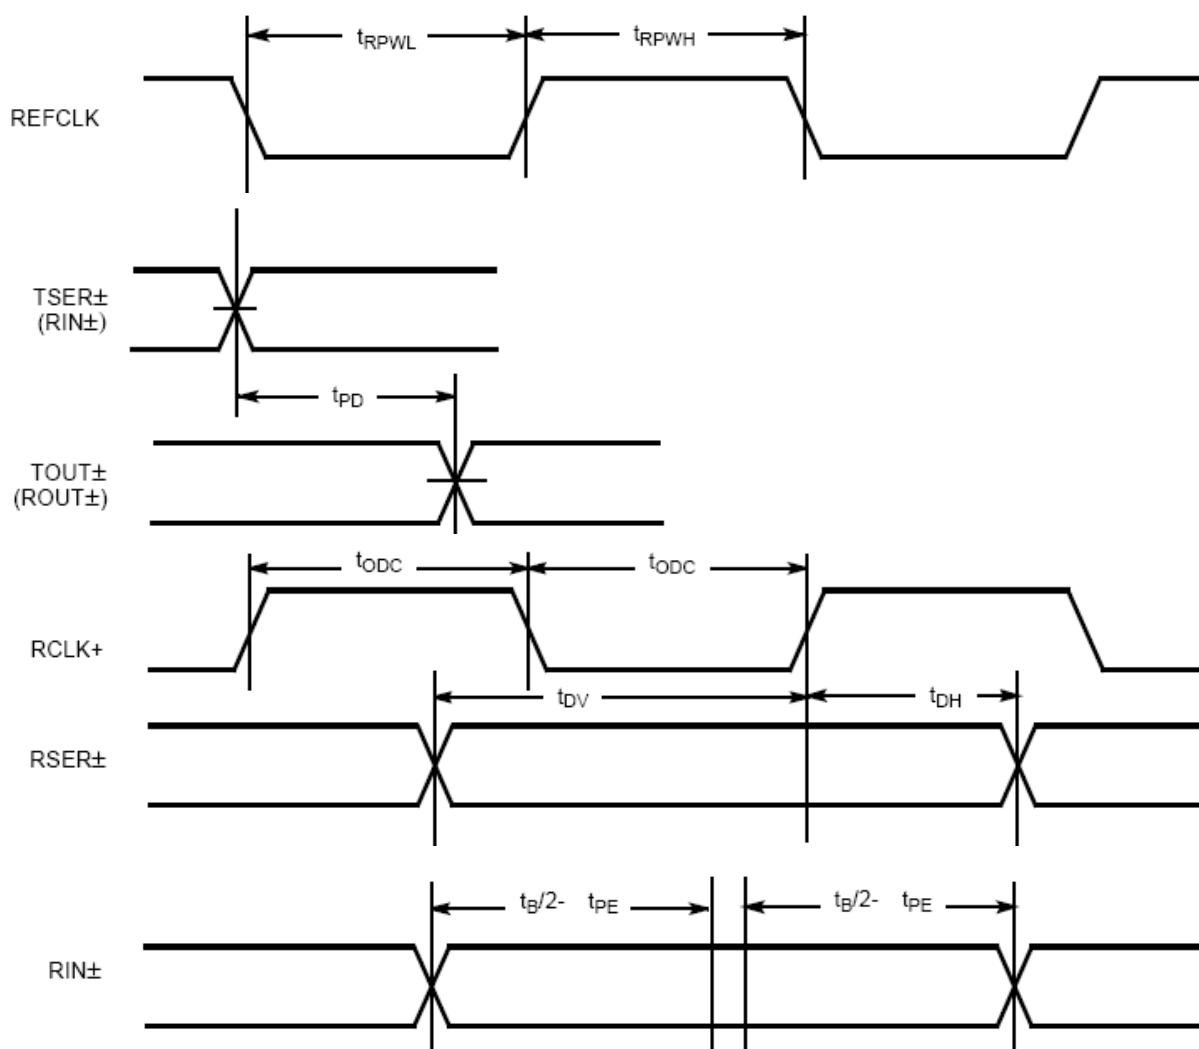 tRPWL tRPWH
REFCLK
TSER±
(RIN±)
tPD
TOUT±
(ROUT±)
tODC tODC
RCLK+
tDV tDH
RSER±
tB/2- tPE tB/2- tPE
RIN±